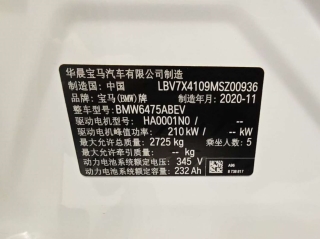 华晨宝马汽车有限公司制造
制造国: 中国 LBV7X4109MSZ00936
品牌: 宝马(BMW)牌 制造年月: 2020-11
整车型号: BMW6475ABEV
驱动电机型号: HA0001N0 /
驱动电机峰值功率: 210 kW / -- kW
最大允许总质量: 2725 kg 乘坐人数: 5
最大允许牵引质量: -- kg
动力电池系统额定电压: 345 V
动力电池系统额定容量: 232 Ah